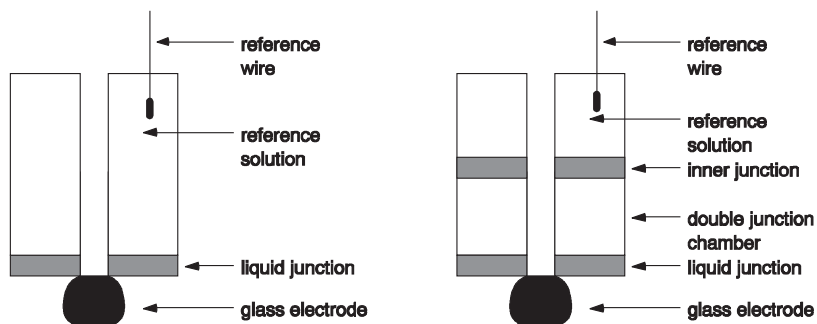 reference
wire
reference
solution
liquid junction
glass electrode
reference
wire
reference
solution
inner junction
double junction
chamber
liquid junction
glass electrode